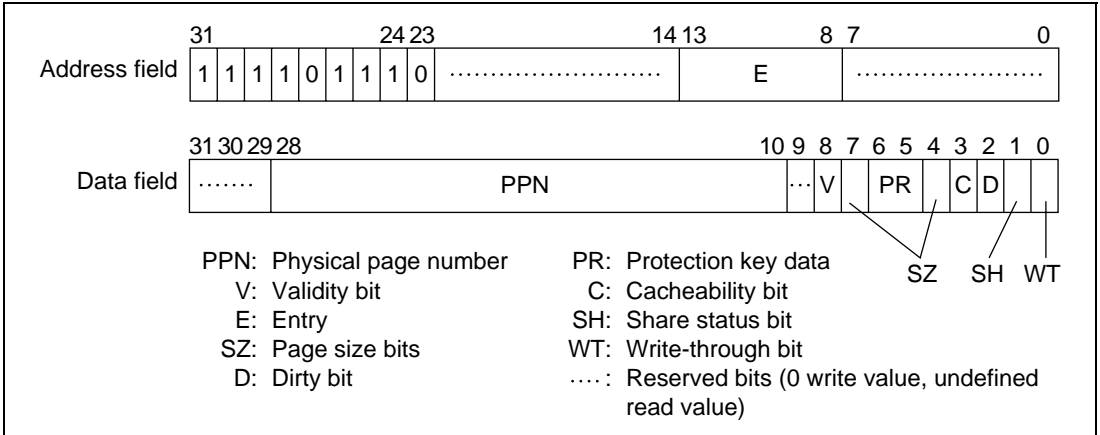 31 24 23 14 13 8 7 0
Address field 1 1 1 1 0 1 1 1 0 ........................ E ........................
31 30 29 28 10 9 8 7 6 5 4 3 2 1 0
Data field ....... PPN ... V PR C D
SZ SH WT
PPN: Physical page number PR: Protection key data
V: Validity bit C: Cacheability bit
E: Entry SH: Share status bit
SZ: Page size bits WT: Write-through bit
D: Dirty bit ....: Reserved bits (0 write value, undefined
read value)